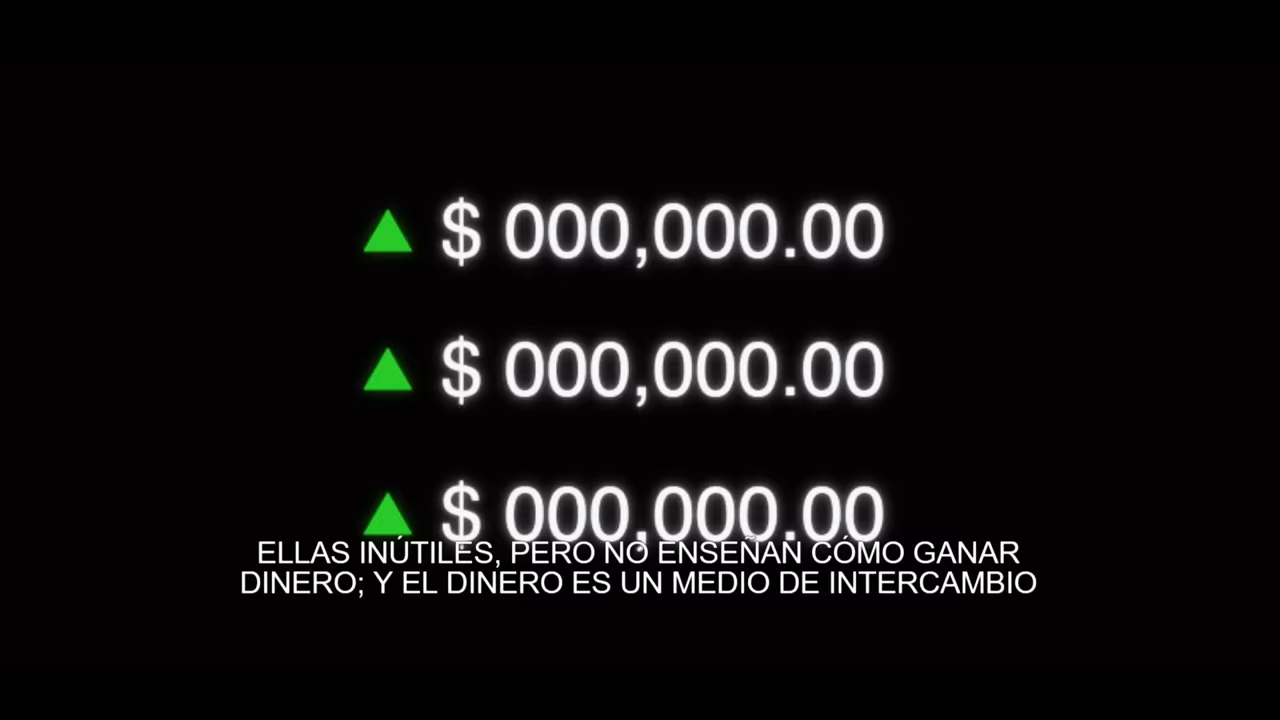 $ 000,000.00
$ 000,000.00
$ 000,000.00
ELLAS INÚTILES, PERO NO ENSEÑAN CÓMO GANAR
DINERO; Y EL DINERO ES UN MEDIO DE INTERCAMBIO